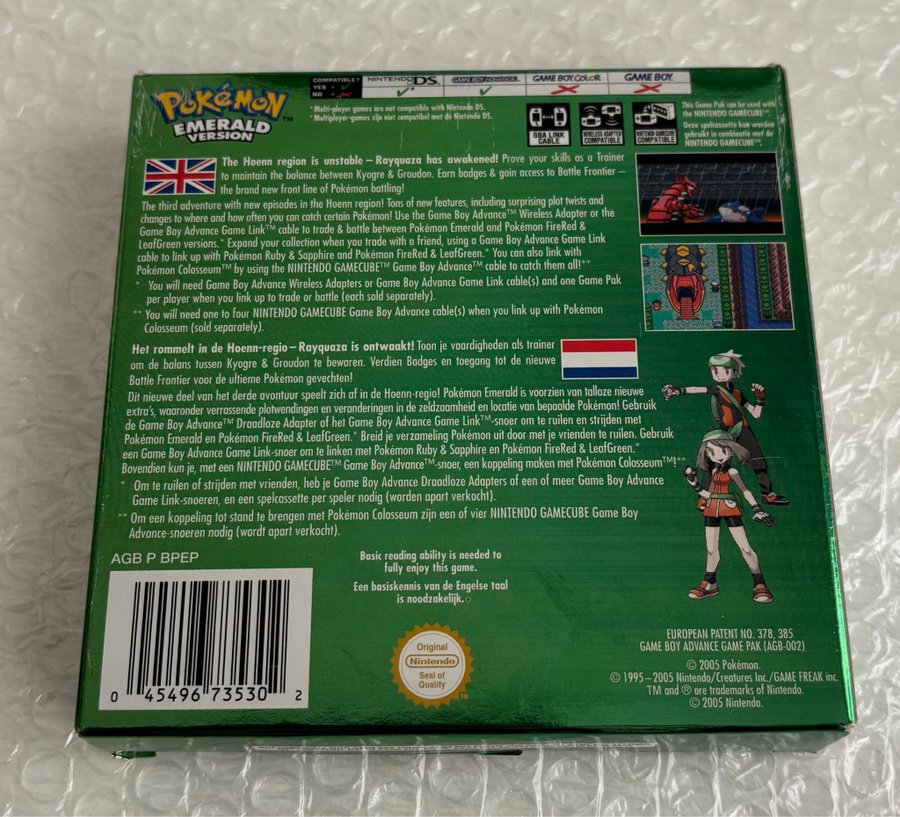 POKéMON™
EMERALD
VERSION
COMPATIBLE?
YES = ✓
NO = ✗
NINTENDO DS
GAME BOY ADVANCE
GAME BOY COLOR
GAME BOY
*Multi-player games are not compatible with Nintendo DS.
*Multiplayer-games zijn niet compatibel met de Nintendo DS.
GBA LINK
CABLE
WIRELESS ADAPTER
COMPATIBLE
NINTENDO GAMECUBE
COMPATIBLE
This Game Pak can be used with
the NINTENDO GAMECUBE.
Deze spelcassette kan worden
gebruikt in combinatie met de
NINTENDO GAMECUBE.
The Hoenn region is unstable – Rayquaza has awakened! Prove your skills as a Trainer
to maintain the balance between Kyogre & Groudon. Earn badges & gain access to Battle Frontier –
the brand new front line of Pokémon battling!
The third adventure with new episodes in the Hoenn region! Tons of new features, including surprising plot twists and
changes to where and how often you can catch certain Pokémon! Use the Game Boy Advance™ Wireless Adapter or the
Game Boy Advance Game Link™ cable to trade & battle between Pokémon Emerald and Pokémon FireRed &
LeafGreen versions.* Expand your collection when you trade with a friend, using a Game Boy Advance Game Link
cable to link up with Pokémon Ruby & Sapphire and Pokémon FireRed & LeafGreen.* You can also link with
Pokémon Colosseum™ by using the NINTENDO GAMECUBE™ Game Boy Advance™ cable to catch them all!**
* You will need Game Boy Advance Wireless Adapters or Game Boy Advance Game Link cable(s) and one Game Pak
per player when you link up to trade or battle (each sold separately).
** You will need one to four NINTENDO GAMECUBE Game Boy Advance cable(s) when you link up with Pokémon
Colosseum (sold separately).
Het rommelt in de Hoenn-regio – Rayquaza is ontwaakt! Toon je vaardigheden als trainer
om de balans tussen Kyogre & Groudon te bewaren. Verdien Badges en toegang tot de nieuwe
Battle Frontier voor de ultieme Pokémon gevechten!
Dit nieuwe deel van het derde avontuur speelt zich af in de Hoenn-regio! Pokémon Emerald is voorzien van talloze nieuwe
extra's, waaronder verrassende plotwendingen en veranderingen in de zeldzaamheid en locatie van bepaalde Pokémon! Gebruik
de Game Boy Advance™ Draadloze Adapter of het Game Boy Advance Game Link™-snoer om te ruilen en strijden met
Pokémon Emerald en Pokémon FireRed & LeafGreen.* Breid je verzameling Pokémon uit door met je vrienden te ruilen. Gebruik
een Game Boy Advance Game Link-snoer om te linken met Pokémon Ruby & Sapphire en Pokémon FireRed & LeafGreen.*
Bovendien kun je, met een NINTENDO GAMECUBE™ Game Boy Advance™-snoer, een koppeling maken met Pokémon Colosseum™!**
* Om te ruilen of strijden met vrienden, heb je Game Boy Advance Draadloze Adapters of een of meer Game Boy Advance
Game Link-snoeren, en een spelcassette per speler nodig (worden apart verkocht).
** Om een koppeling tot stand te brengen met Pokémon Colosseum zijn een of vier NINTENDO GAMECUBE Game Boy
Advance-snoeren nodig (wordt apart verkocht).
AGB P BPEP
Basic reading ability is needed to
fully enjoy this game.
Een basiskennis van de Engelse taal
is noodzakelijk.
0 45496 73530 2
Original
Nintendo
Seal of
Quality
TM
EUROPEAN PATENT NO. 378, 385
GAME BOY ADVANCE GAME PAK (AGB-002)
© 2005 Pokémon.
© 1995–2005 Nintendo/Creatures Inc./GAME FREAK inc.
TM and ® are trademarks of Nintendo.
© 2005 Nintendo.